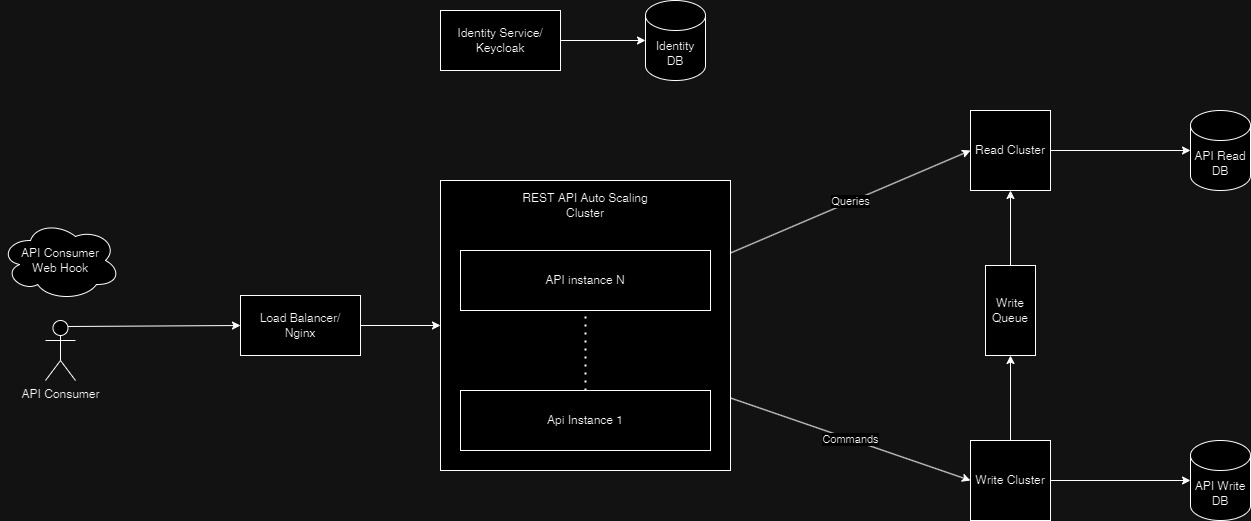 Identity Service/
Keycloak
Identity
DB
Read Cluster
API Read
DB
REST API Auto Scaling
Cluster
Queries
API Consumer
Web Hook
API instance N
Load Balancer/
Nginx
Write
Queue
API Consumer
Api Instance 1
Commands
Write Cluster
API Write
DB